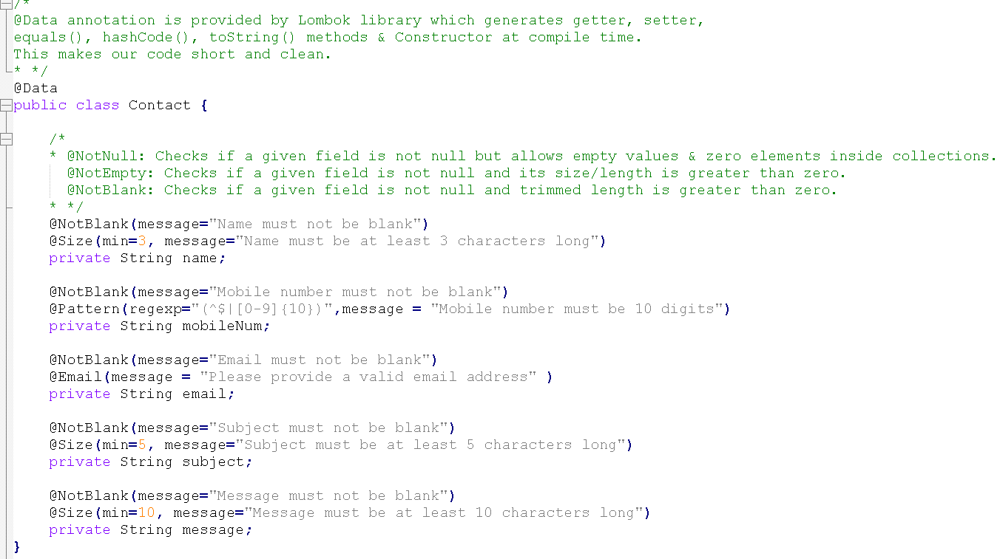 /*
@Data annotation is provided by Lombok library which generates getter, setter,
equals(), hashCode(), toString() methods & Constructor at compile time.
This makes our code short and clean.
* */
@Data
public class Contact {
/*
* @NotNull: Checks if a given field is not null but allows empty values & zero elements inside collections.
@NotEmpty: Checks if a given field is not null and its size/length is greater than zero.
@NotBlank: Checks if a given field is not null and trimmed length is greater than zero.
* */
@NotBlank(message="Name must not be blank")
@Size(min=3, message="Name must be at least 3 characters long")
private String name;
@NotBlank(message="Mobile number must not be blank")
@Pattern(regexp="(^$|[0-9]{10})",message = "Mobile number must be 10 digits")
private String mobileNum;
@NotBlank(message="Email must not be blank")
@Email(message = "Please provide a valid email address" )
private String email;
@NotBlank(message="Subject must not be blank")
@Size(min=5, message="Subject must be at least 5 characters long")
private String subject;
@NotBlank(message="Message must not be blank")
@Size(min=10, message="Message must be at least 10 characters long")
private String message;
}